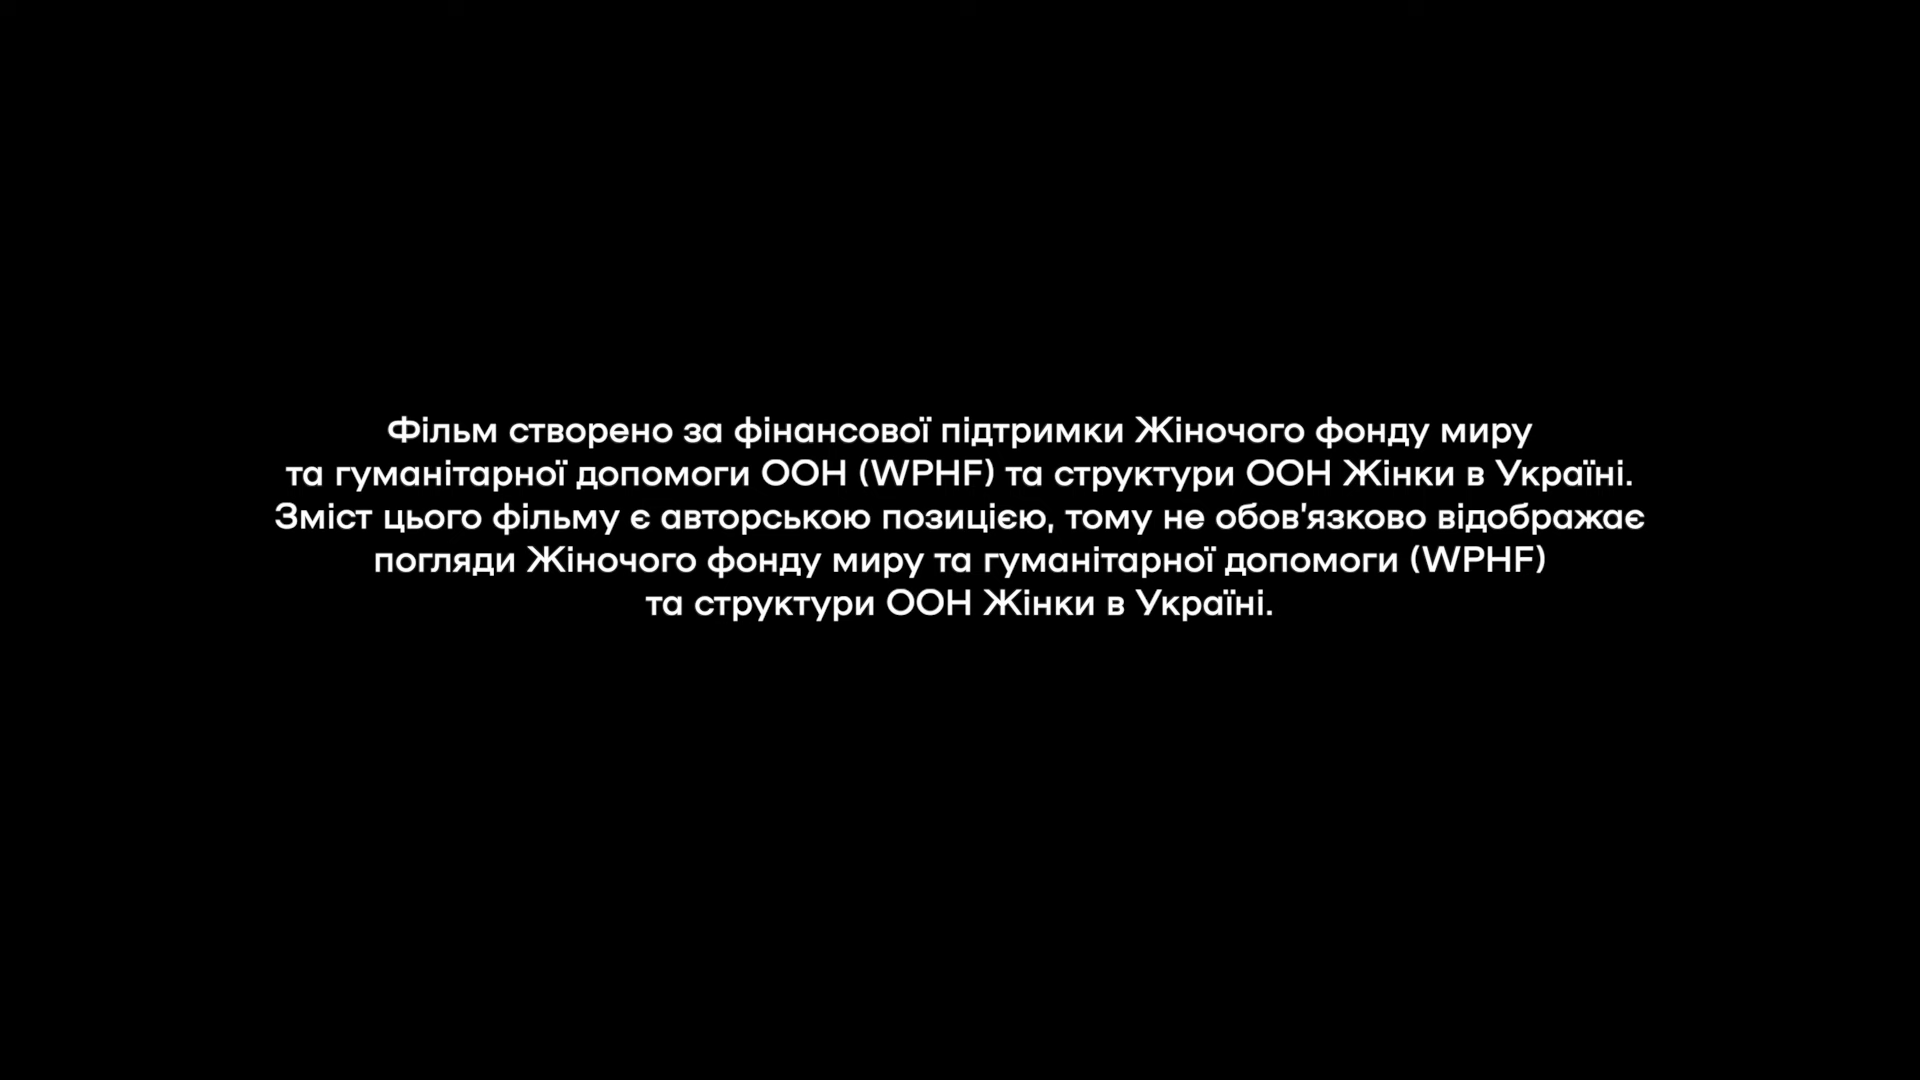 Фільм створено за фінансової підтримки Жіночого фонду миру
та гуманітарної допомоги ООН (WPHF) та структури ООН Жінки в Україні.
Зміст цього фільму є авторською позицією, тому не обов'язково відображає
погляди Жіночого фонду миру та гуманітарної допомоги (WPHF)
та структури ООН Жінки в Україні.